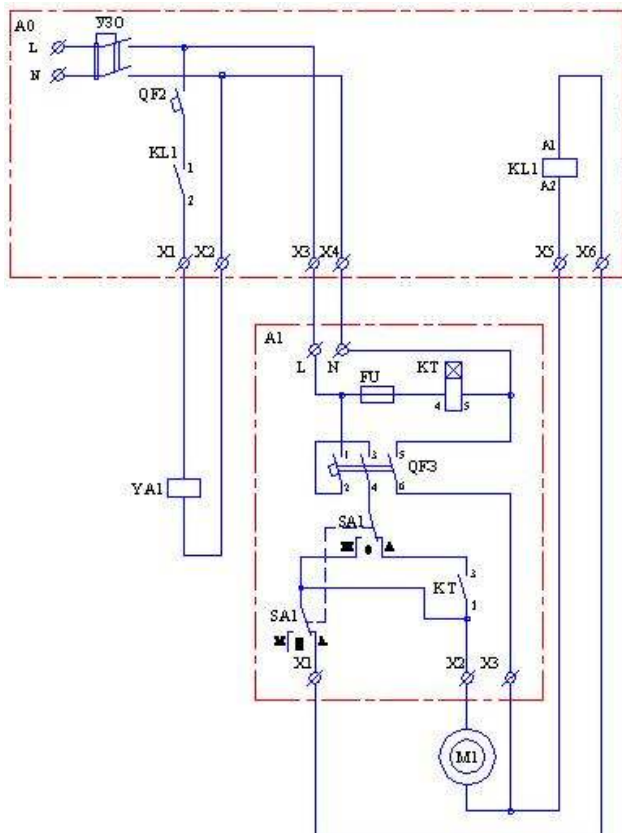 A0
УЗО
L
N
QF2
KL1
1
2
A1
KL1
A2
X1 X2 X3 X4 X5 X6
A1
L N
FU
KT
4 5
1 3 5
QF3
2 4 6
YA1
SA1
М 0 А
KT
3
1
SA1
М А
X1 X2 X3
M1